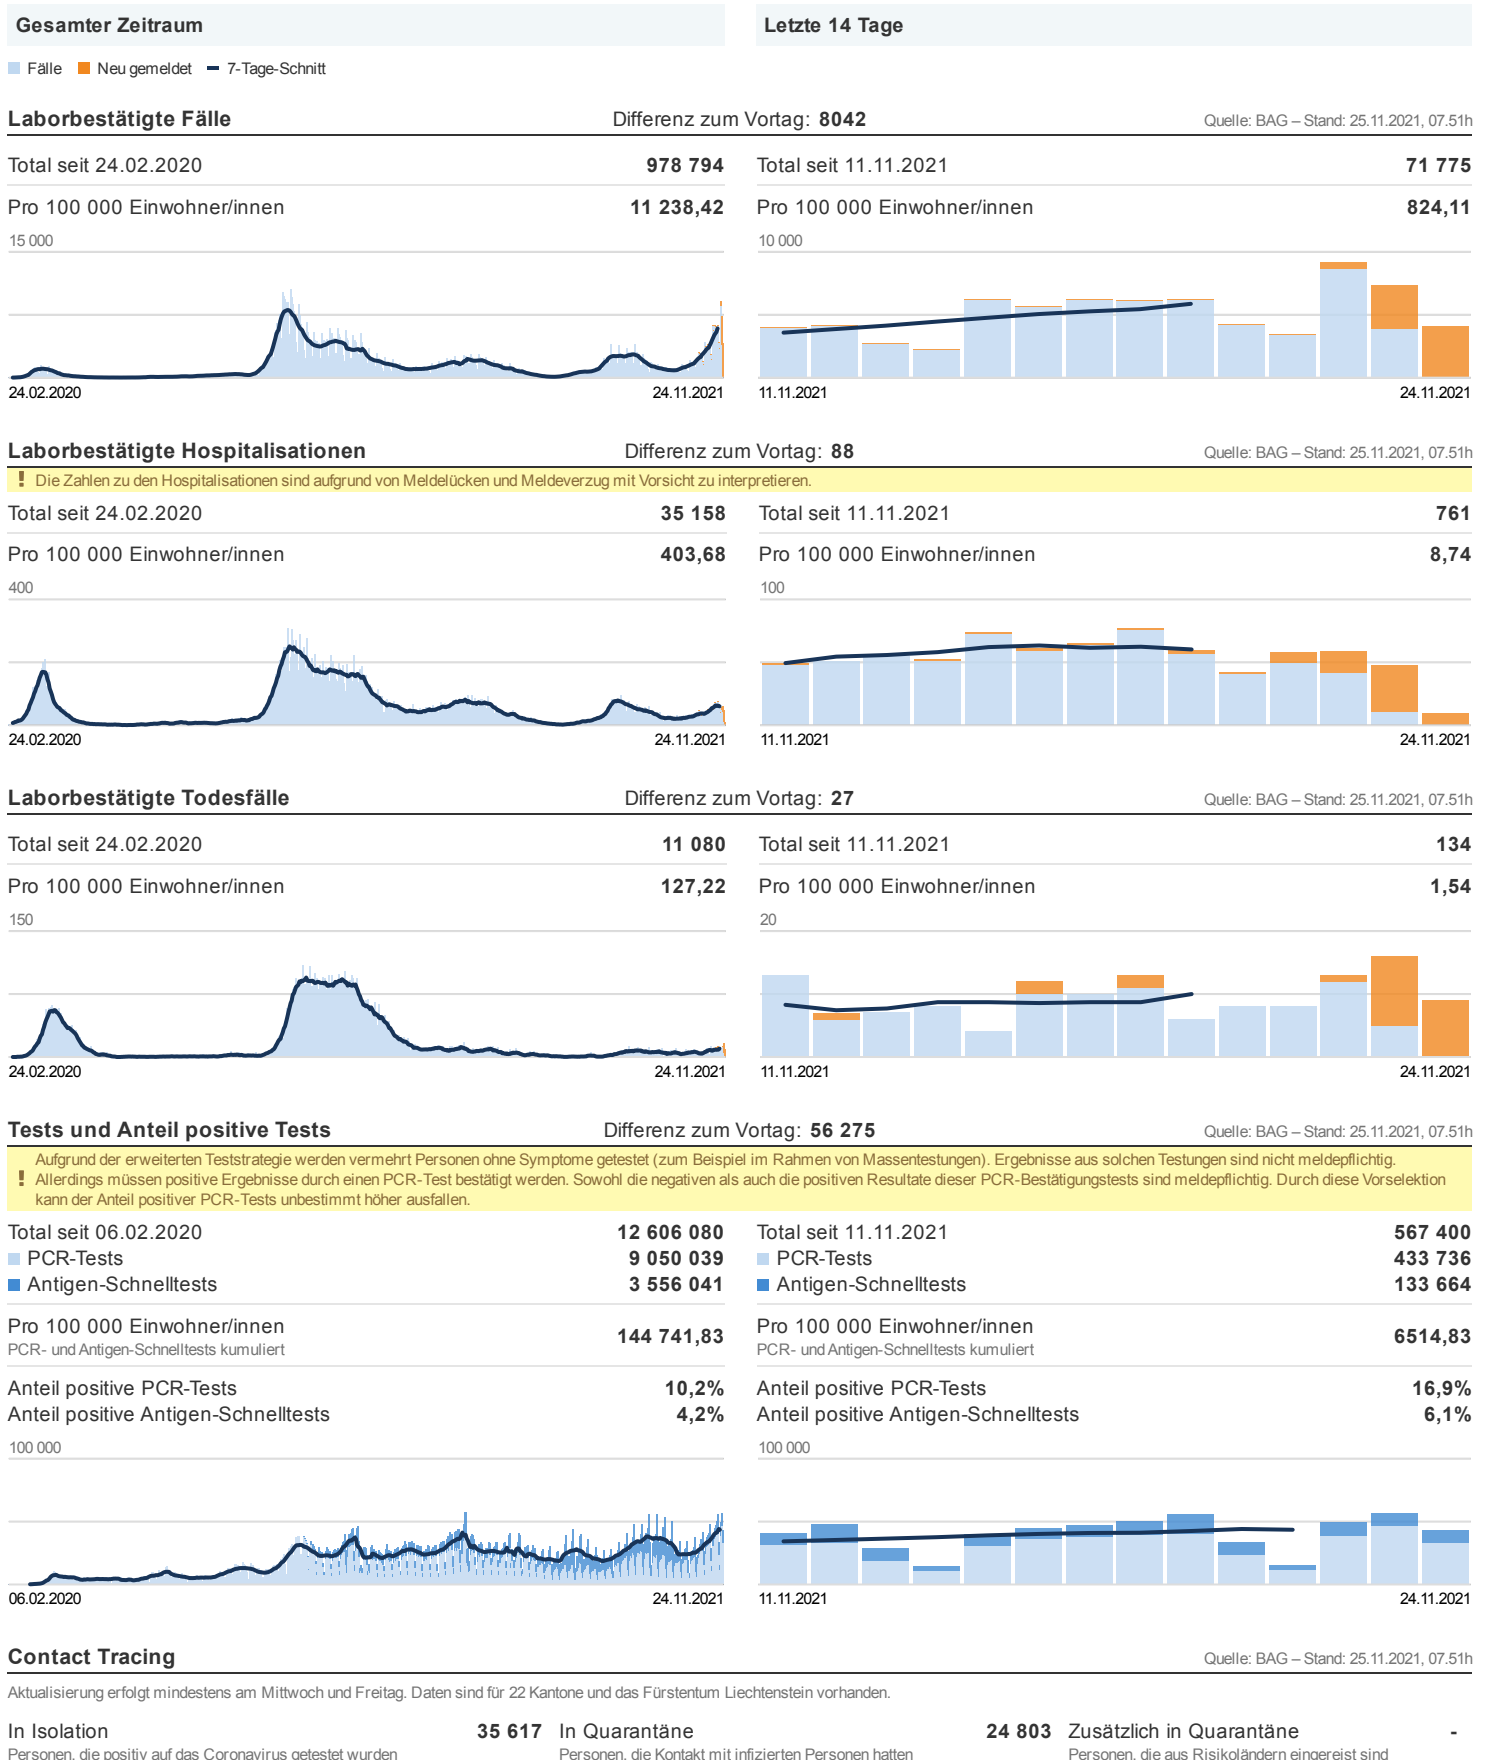 Gesamter Zeitraum
Letzte 14 Tage
Fälle Neu gemeldet 7-Tage-Schnitt
Laborbestätigte Fälle Differenz zum Vortag: 8042 Quelle: BAG – Stand: 25.11.2021, 07.51h
Total seit 24.02.2020 978 794
Pro 100 000 Einwohner/innen 11 238,42
15 000
24.02.2020 24.11.2021
Total seit 11.11.2021 71 775
Pro 100 000 Einwohner/innen 824,11
10 000
11.11.2021 24.11.2021
Laborbestätigte Hospitalisationen Differenz zum Vortag: 88 Quelle: BAG – Stand: 25.11.2021, 07.51h
! Die Zahlen zu den Hospitalisationen sind aufgrund von Meldelücken und Meldeverzug mit Vorsicht zu interpretieren.
Total seit 24.02.2020 35 158
Pro 100 000 Einwohner/innen 403,68
400
24.02.2020 24.11.2021
Total seit 11.11.2021 761
Pro 100 000 Einwohner/innen 8,74
100
11.11.2021 24.11.2021
Laborbestätigte Todesfälle Differenz zum Vortag: 27 Quelle: BAG – Stand: 25.11.2021, 07.51h
Total seit 24.02.2020 11 080
Pro 100 000 Einwohner/innen 127,22
150
24.02.2020 24.11.2021
Total seit 11.11.2021 134
Pro 100 000 Einwohner/innen 1,54
20
11.11.2021 24.11.2021
Tests und Anteil positive Tests Differenz zum Vortag: 56 275 Quelle: BAG – Stand: 25.11.2021, 07.51h
Aufgrund der erweiterten Teststrategie werden vermehrt Personen ohne Symptome getestet (zum Beispiel im Rahmen von Massentestungen). Ergebnisse aus solchen Testungen sind nicht meldepflichtig.
! Allerdings müssen positive Ergebnisse durch einen PCR-Test bestätigt werden. Sowohl die negativen als auch die positiven Resultate dieser PCR-Bestätigungstests sind meldepflichtig. Durch diese Vorselektion
kann der Anteil positiver PCR-Tests unbestimmt höher ausfallen.
Total seit 06.02.2020 12 606 080
PCR-Tests 9 050 039
Antigen-Schnelltests 3 556 041
Pro 100 000 Einwohner/innen 144 741,83
PCR- und Antigen-Schnelltests kumuliert
Anteil positive PCR-Tests 10,2%
Anteil positive Antigen-Schnelltests 4,2%
100 000
06.02.2020 24.11.2021
Total seit 11.11.2021 567 400
PCR-Tests 433 736
Antigen-Schnelltests 133 664
Pro 100 000 Einwohner/innen 6514,83
PCR- und Antigen-Schnelltests kumuliert
Anteil positive PCR-Tests 16,9%
Anteil positive Antigen-Schnelltests 6,1%
100 000
11.11.2021 24.11.2021
Contact Tracing Quelle: BAG – Stand: 25.11.2021, 07.51h
Aktualisierung erfolgt mindestens am Mittwoch und Freitag. Daten sind für 22 Kantone und das Fürstentum Liechtenstein vorhanden.
In Isolation 35 617
Personen, die positiv auf das Coronavirus getestet wurden
In Quarantäne 24 803
Personen, die Kontakt mit infizierten Personen hatten
Zusätzlich in Quarantäne -
Personen, die aus Risikoländern eingereist sind